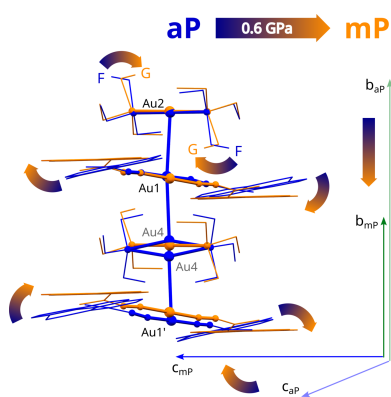 aP 0.6 GPa mP
F G
Au2
G F
Au1
Au4
Au4
Au1'
b_aP
b_mP
c_mP
c_aP